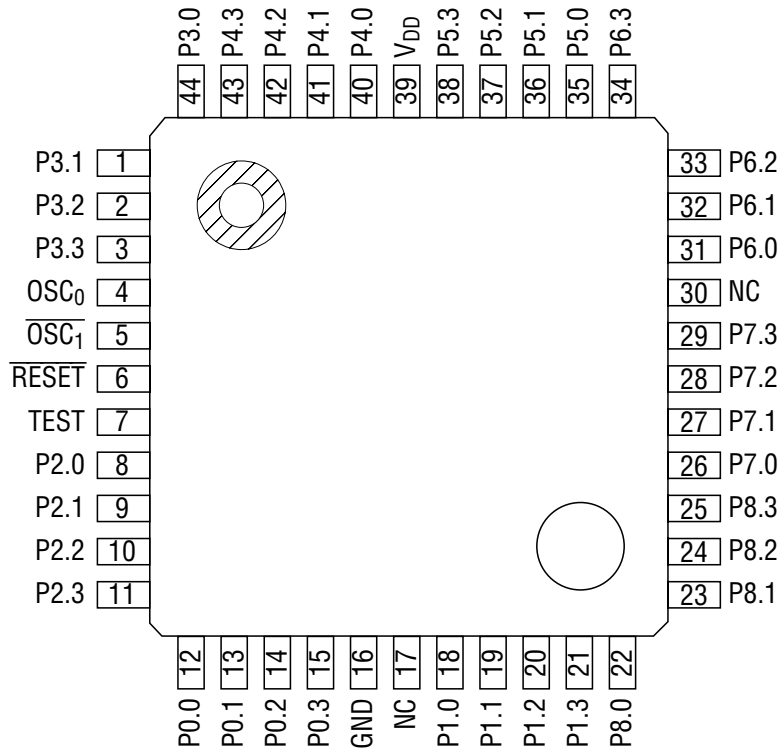 P3.0 P4.3 P4.2 P4.1 P4.0 VDD P5.3 P5.2 P5.1 P5.0 P6.3
44 43 42 41 40 39 38 37 36 35 34
P3.1 1 33 P6.2
P3.2 2 32 P6.1
P3.3 3 31 P6.0
OSC0 4 30 NC
OSC1 5 29 P7.3
RESET 6 28 P7.2
TEST 7 27 P7.1
P2.0 8 26 P7.0
P2.1 9 25 P8.3
P2.2 10 24 P8.2
P2.3 11 23 P8.1
12 13 14 15 16 17 18 19 20 21 22
P0.0 P0.1 P0.2 P0.3 GND NC P1.0 P1.1 P1.2 P1.3 P8.0